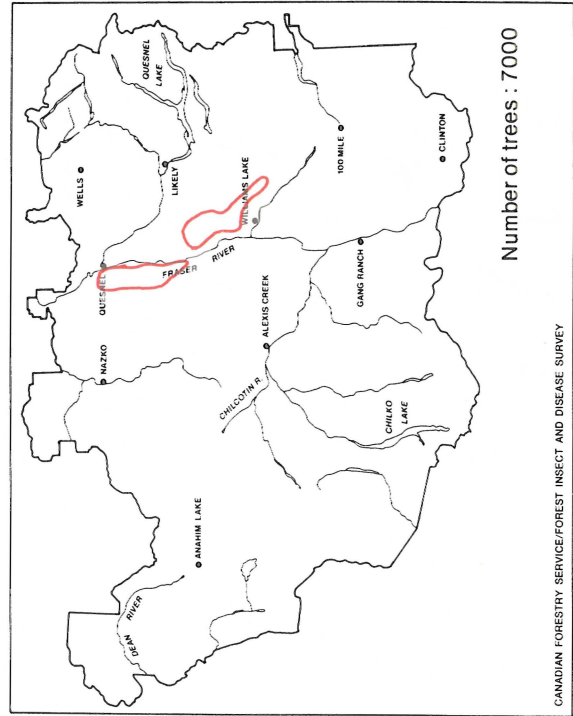 WELLS
QUESNEL
LAKE
LIKELY
QUESNEL
NAZKO
FRASER
RIVER
WILLIAMS LAKE
100 MILE
CLINTON
GANG RANCH
ALEXIS CREEK
CHILCOTIN R.
CHILKO
LAKE
ANAHIM LAKE
DEAN
RIVER
Number of trees : 7000
CANADIAN FORESTRY SERVICE/FOREST INSECT AND DISEASE SURVEY